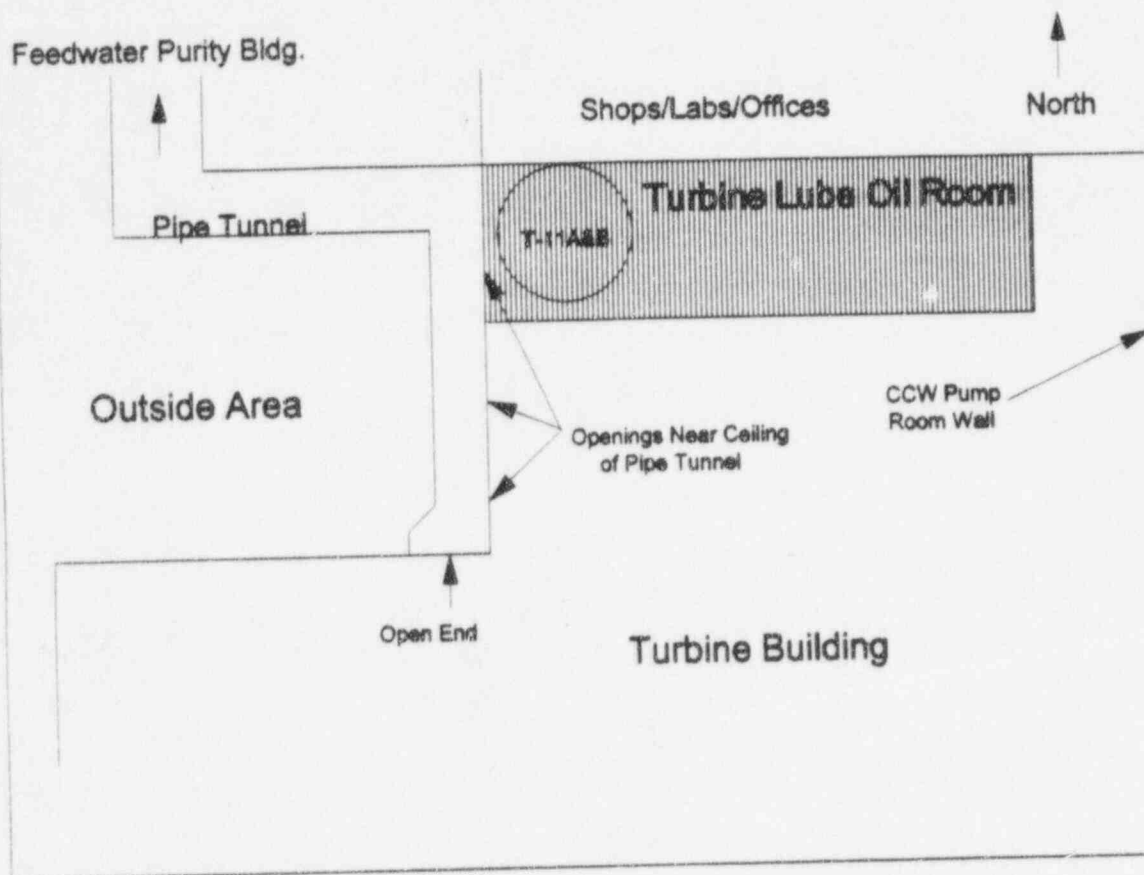 Feedwater Purity Bldg.
Shops/Labs/Offices
North
Turbine Lube Oil Room
Pipe Tunnel
T-11A&B
Outside Area
CCW Pump
Room Wall
Openings Near Ceiling
of Pipe Tunnel
Open End
Turbine Building